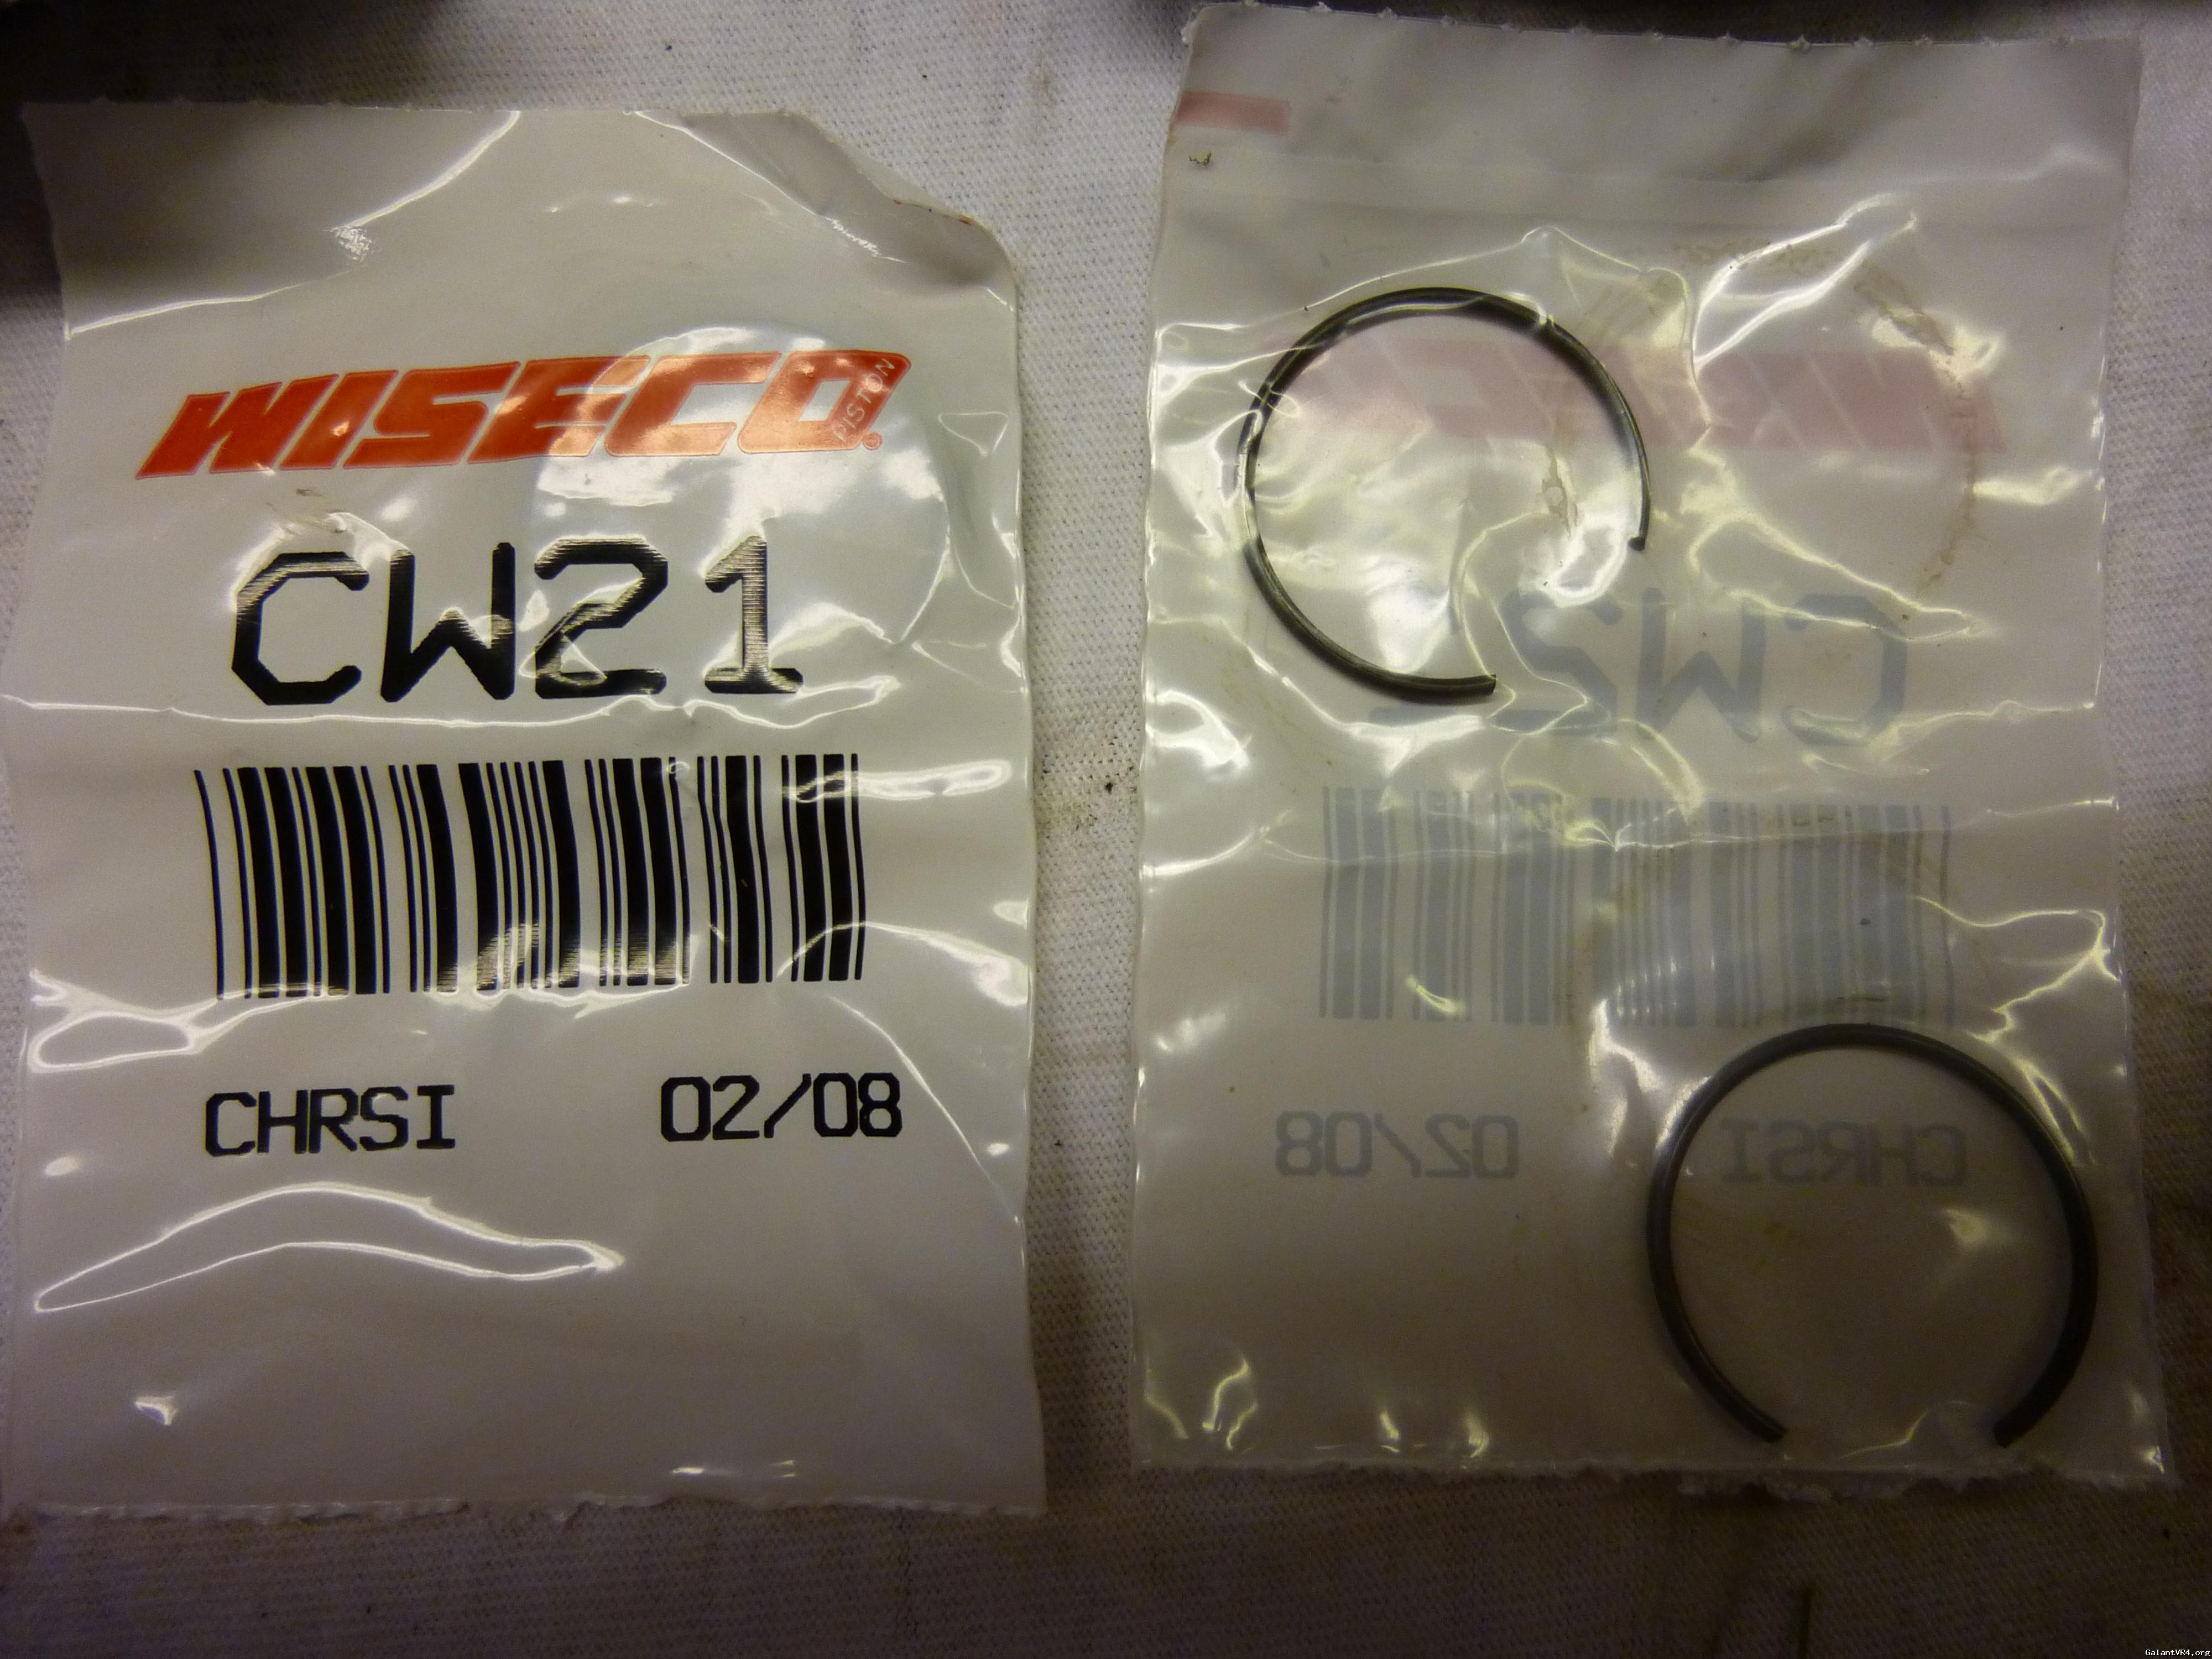 WISECO
PISTON ®
CW21
CHRSI 02/08
CW2
CHRSI 02/08
GalantVR4.org